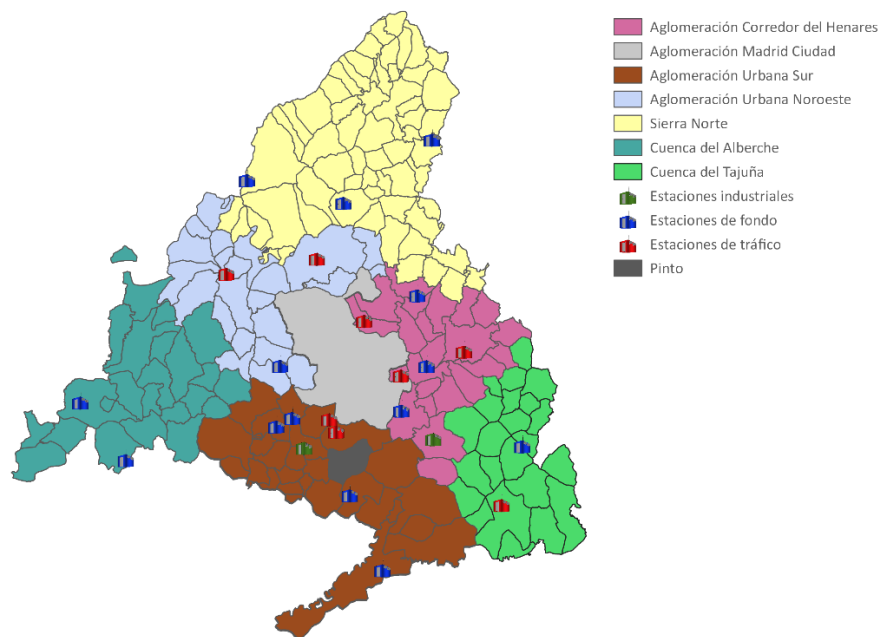 Aglomeración Corredor del Henares
Aglomeración Madrid Ciudad
Aglomeración Urbana Sur
Aglomeración Urbana Noroeste
Sierra Norte
Cuenca del Alberche
Cuenca del Tajuña
Estaciones industriales
Estaciones de fondo
Estaciones de tráfico
Pinto